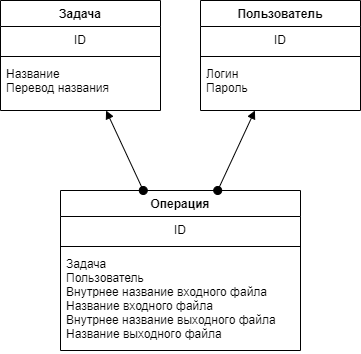 Задача
ID
Название
Перевод названия
Пользователь
ID
Логин
Пароль
Операция
ID
Задача
Пользователь
Внутрнее название входного файла
Название входного файла
Внутрнее название выходного файла
Название выходного файла